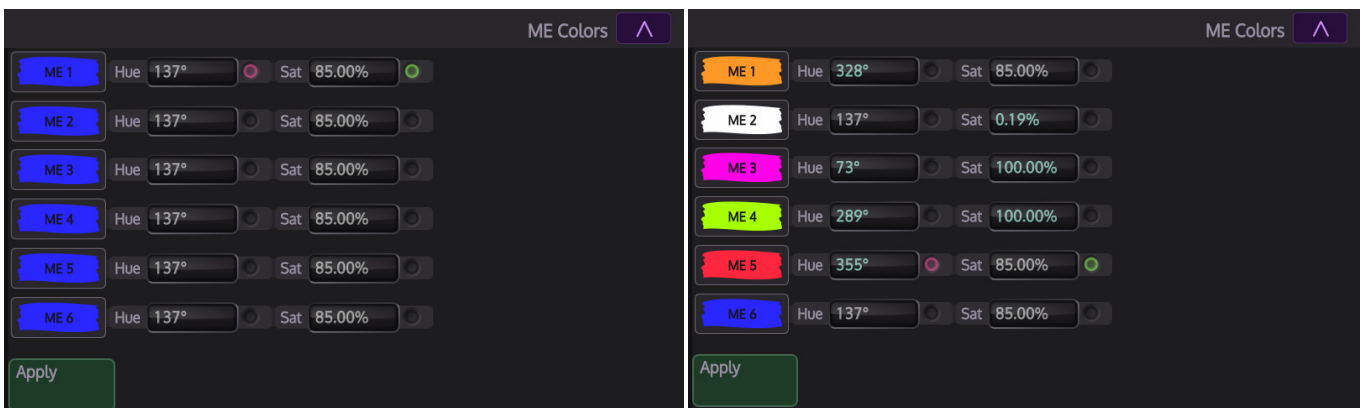 ME Colors
ME 1 Hue 137° Sat 85.00%
ME 2 Hue 137° Sat 85.00%
ME 3 Hue 137° Sat 85.00%
ME 4 Hue 137° Sat 85.00%
ME 5 Hue 137° Sat 85.00%
ME 6 Hue 137° Sat 85.00%
Apply
ME Colors
ME 1 Hue 328° Sat 85.00%
ME 2 Hue 137° Sat 0.19%
ME 3 Hue 73° Sat 100.00%
ME 4 Hue 289° Sat 100.00%
ME 5 Hue 355° Sat 85.00%
ME 6 Hue 137° Sat 85.00%
Apply